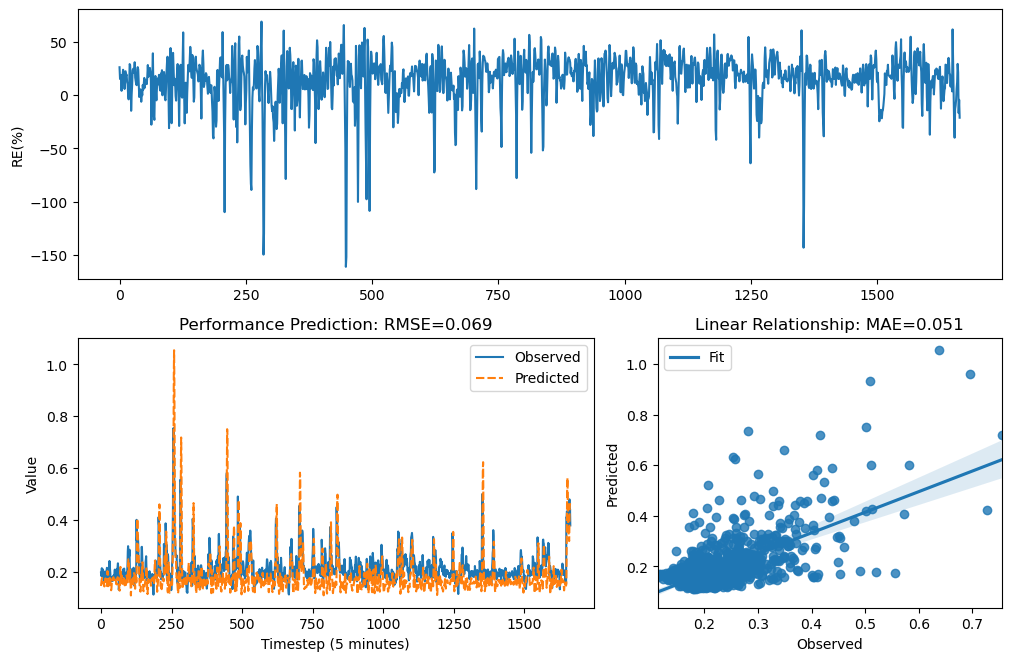 RE(%)
50
0
−50
−100
−150
0 250 500 750 1000 1250 1500
Performance Prediction: RMSE=0.069
Value
1.0
0.8
0.6
0.4
0.2
Observed
Predicted
0 250 500 750 1000 1250 1500
Timestep (5 minutes)
Linear Relationship: MAE=0.051
Predicted
1.0
0.8
0.6
0.4
0.2
Fit
0.2 0.3 0.4 0.5 0.6 0.7
Observed